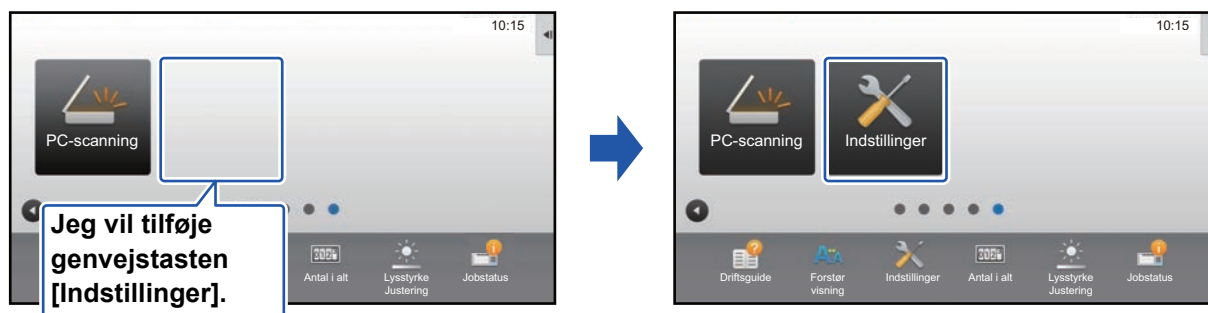 10:15
PC-scanning
Jeg vil tilføje
genvejstasten
[Indstillinger].
Antal i alt
Lysstyrke
Justering
Jobstatus
10:15
PC-scanning
Indstillinger
Driftsguide
Forstør
visning
Indstillinger
Antal i alt
Lysstyrke
Justering
Jobstatus